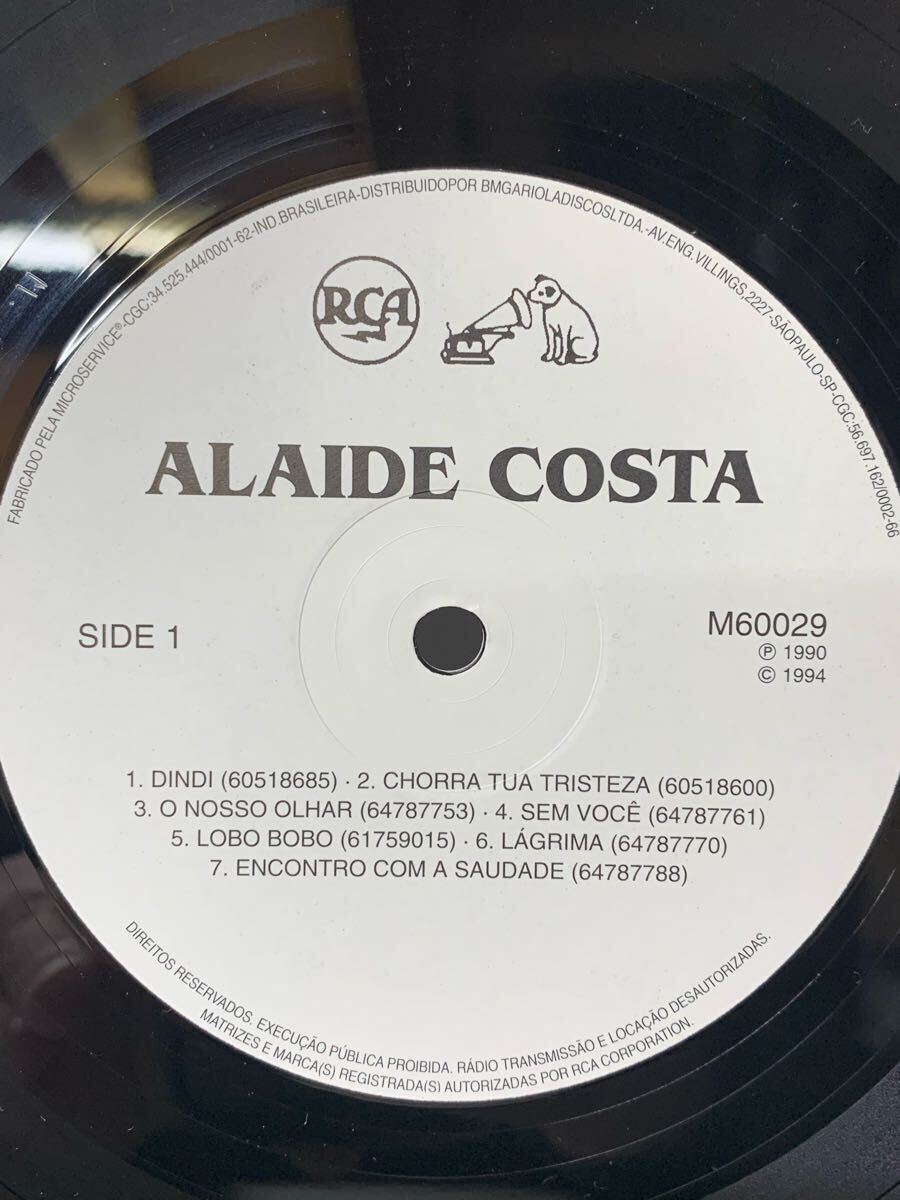 FABRICADO PELA MICROSERVICE®-CGC:34.525.444/0001-62-IND.BRASILEIRA-DISTRIBUIDOPOR BMGARIOLADISCOSLTDA.-AV.ENG.VILLINGS,2227-SÃOPAULO-SP-CGC:56.697.162/0002-66
RCA
ALAIDE COSTA
SIDE 1
M60029
℗ 1990
© 1994
1. DINDI (60518685) · 2. CHORRA TUA TRISTEZA (60518600)
3. O NOSSO OLHAR (64787753) · 4. SEM VOCÊ (64787761)
5. LOBO BOBO (61759015) · 6. LÁGRIMA (64787770)
7. ENCONTRO COM A SAUDADE (64787788)
DIREITOS RESERVADOS. EXECUÇÃO PÚBLICA PROIBIDA. RÁDIO TRANSMISSÃO E LOCAÇÃO DESAUTORIZADAS.
MATRIZES E MARCA(S) REGISTRADA(S) AUTORIZADAS POR RCA CORPORATION.